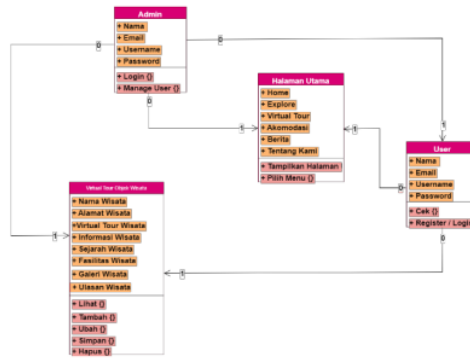 Admin
+ Nama
+ Email
+ Username
+ Password
+ Login ()
+ Manage User ()
0
0
0
1
1
1
Halaman Utama
+ Home
+ Explore
+ Virtual Tour
+ Akomodasi
+ Berita
+ Tentang Kami
+ Tampilkan Halaman
+ Pilih Menu ()
1
User
+ Nama
+ Email
+ Username
+ Password
+ Cek ()
+ Register / Login
0
0
Virtual Tour Objek Wisata
+ Nama Wisata
+ Alamat Wisata
+Virtual Tour Wisata
+ Informasi Wisata
+ Sejarah Wisata
+ Fasilitas Wisata
+ Galeri Wisata
+ Ulasan Wisata
+ Lihat ()
+ Tambah ()
+ Ubah ()
+ Simpan ()
+ Hapus ()
1